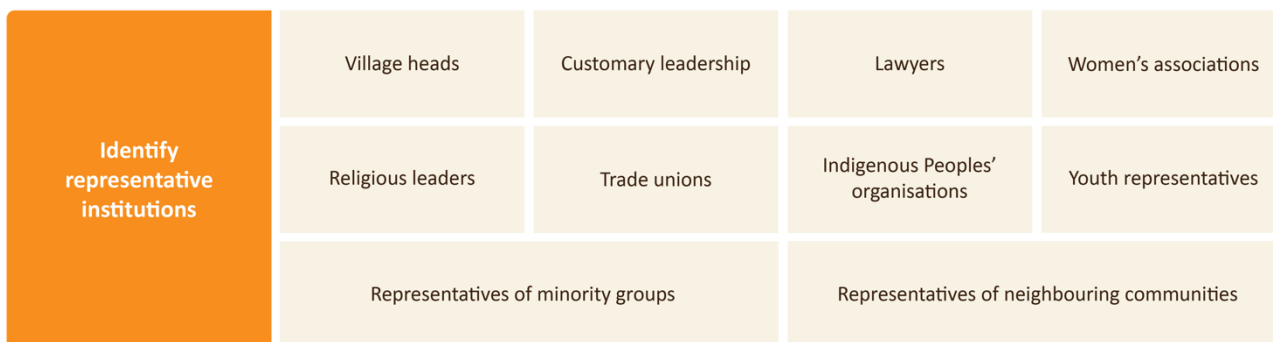 Identify
representative
institutions
Village heads
Customary leadership
Lawyers
Women’s associations
Religious leaders
Trade unions
Indigenous Peoples’
organisations
Youth representatives
Representatives of minority groups
Representatives of neighbouring communities